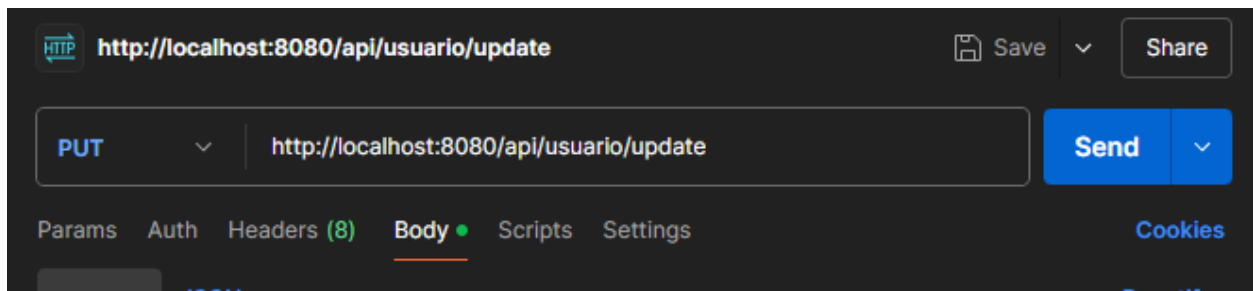 HTTP http://localhost:8080/api/usuario/update Save Share
PUT http://localhost:8080/api/usuario/update Send
Params Auth Headers (8) Body Scripts Settings Cookies